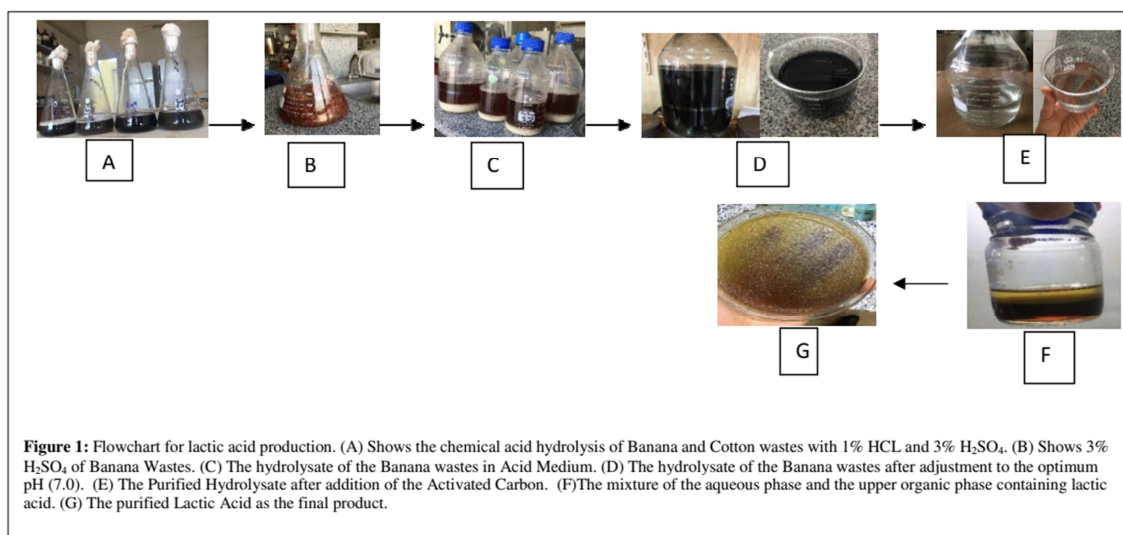 A
B
C
D
E
G
F
Figure 1: Flowchart for lactic acid production. (A) Shows the chemical acid hydrolysis of Banana and Cotton wastes with 1% HCL and 3% H₂SO₄. (B) Shows 3%
H₂SO₄ of Banana Wastes. (C) The hydrolysate of the Banana wastes in Acid Medium. (D) The hydrolysate of the Banana wastes after adjustment to the optimum
pH (7.0). (E) The Purified Hydrolysate after addition of the Activated Carbon. (F)The mixture of the aqueous phase and the upper organic phase containing lactic
acid. (G) The purified Lactic Acid as the final product.